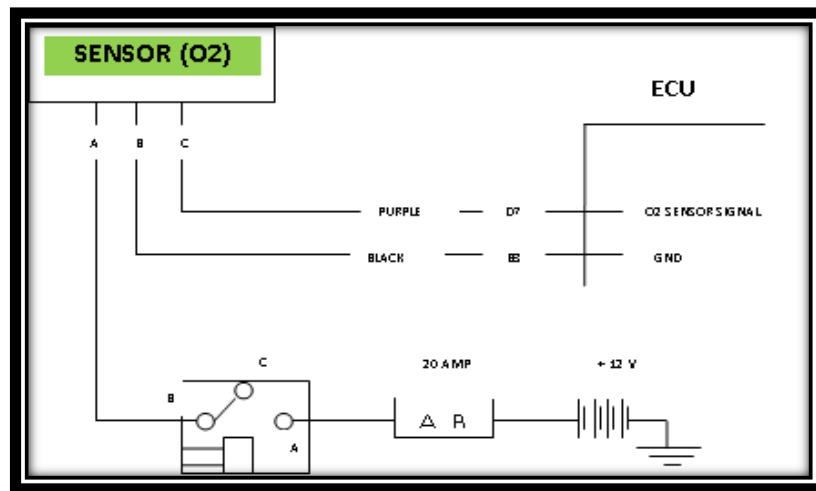 SENSOR (O2)
ECU
A B C
PURPLE D7 O2 SENSOR SIGNAL
BLACK GND
C 20 AMP + 12 V
B A B
A